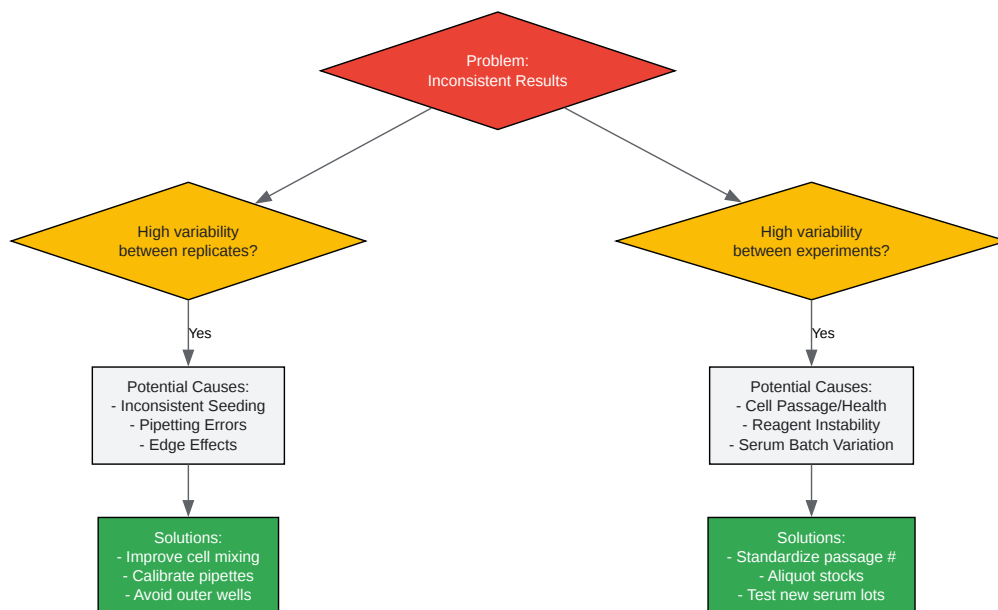 Problem:
Inconsistent Results
High variability
between replicates?
High variability
between experiments?
Yes
Yes
Potential Causes:
- Inconsistent Seeding
- Pipetting Errors
- Edge Effects
Potential Causes:
- Cell Passage/Health
- Reagent Instability
- Serum Batch Variation
Solutions:
- Improve cell mixing
- Calibrate pipettes
- Avoid outer wells
Solutions:
- Standardize passage #
- Aliquot stocks
- Test new serum lots